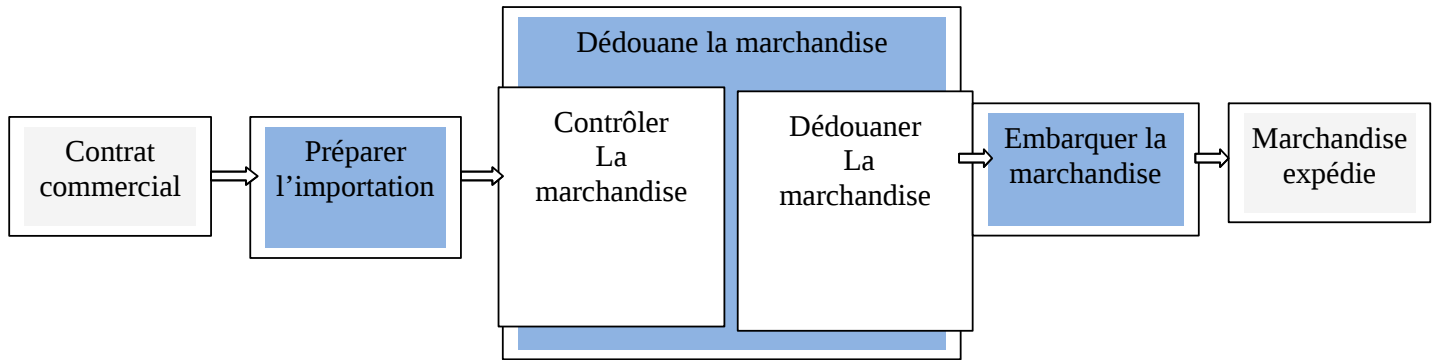 Dédouane la marchandise
Contrat
commercial
Préparer
l’importation
Contrôler
La
marchandise
Dédouaner
La
marchandise
Embarquer la
marchandise
Marchandise
expédie